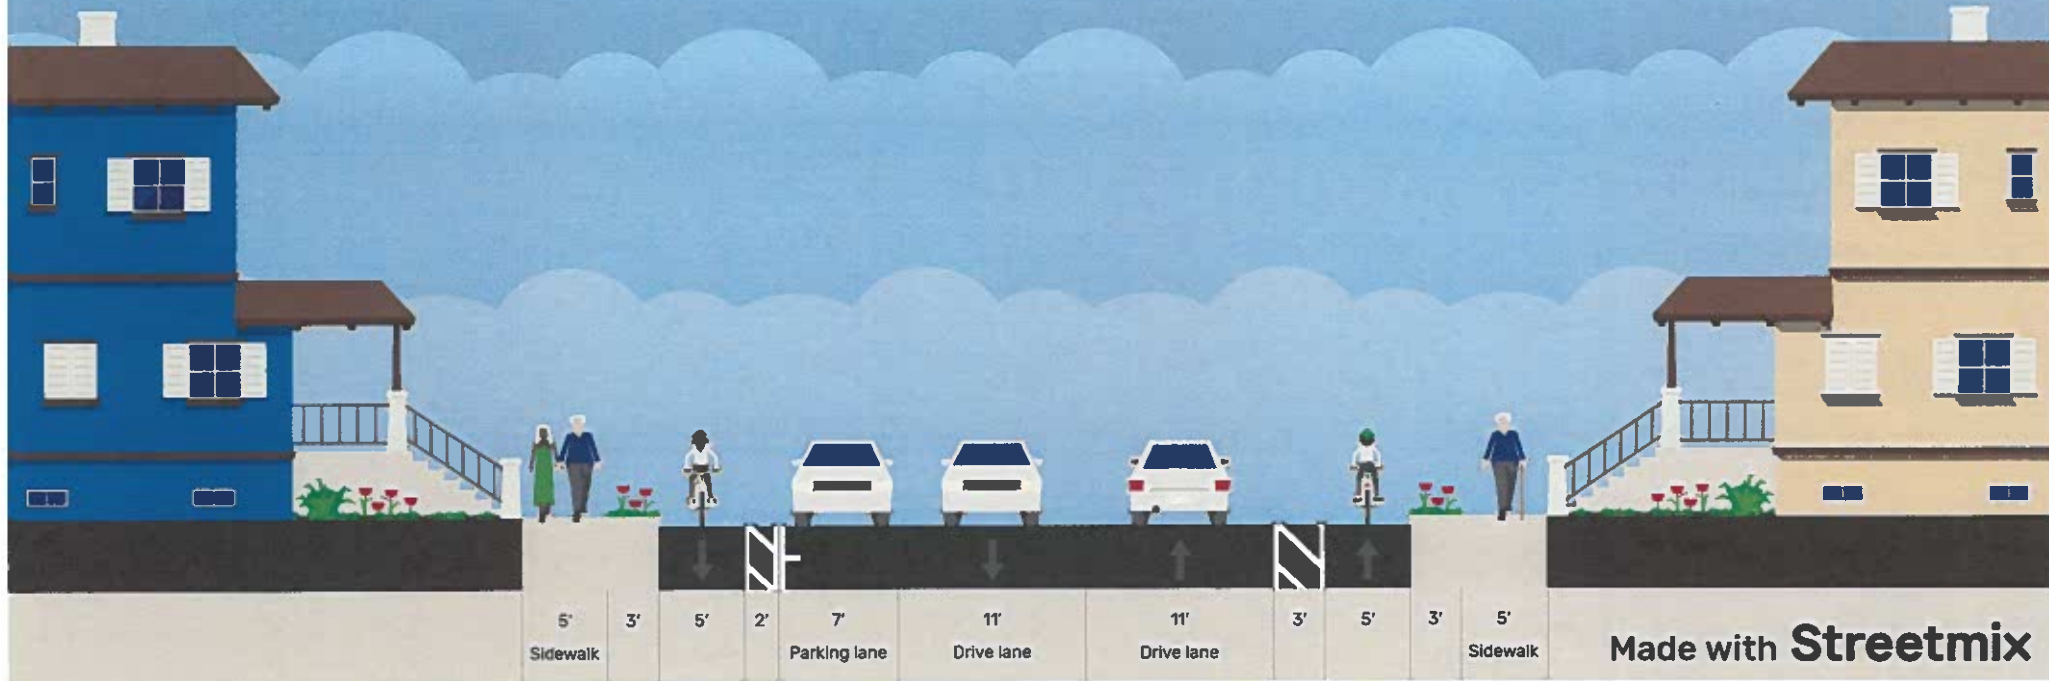 5' 3' 5' 2' 7' 11' 11' 3' 5' 3' 5'
Sidewalk Parking lane Drive lane Drive lane Sidewalk
Made with Streetmix